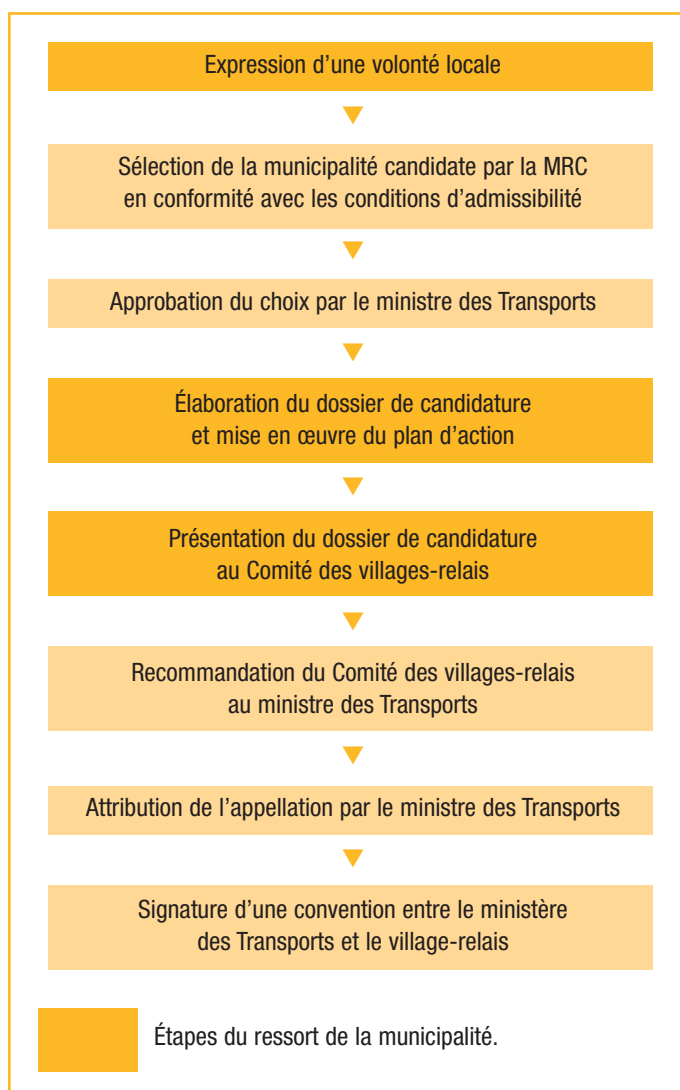 Expression d’une volonté locale
Sélection de la municipalité candidate par la MRC
en conformité avec les conditions d’admissibilité
Approbation du choix par le ministre des Transports
Élaboration du dossier de candidature
et mise en œuvre du plan d’action
Présentation du dossier de candidature
au Comité des villages-relais
Recommandation du Comité des villages-relais
au ministre des Transports
Attribution de l’appellation par le ministre des Transports
Signature d’une convention entre le ministère
des Transports et le village-relais
Étapes du ressort de la municipalité.